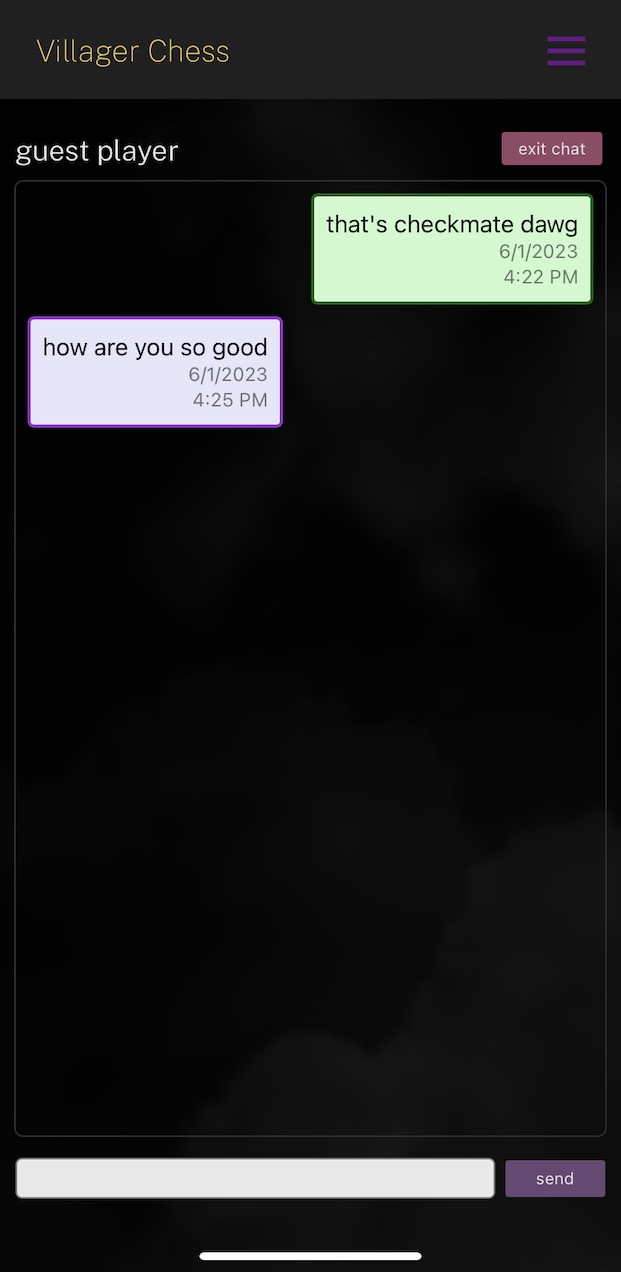 Villager Chess
guest player
exit chat
that's checkmate dawg
6/1/2023
4:22 PM
how are you so good
6/1/2023
4:25 PM
send